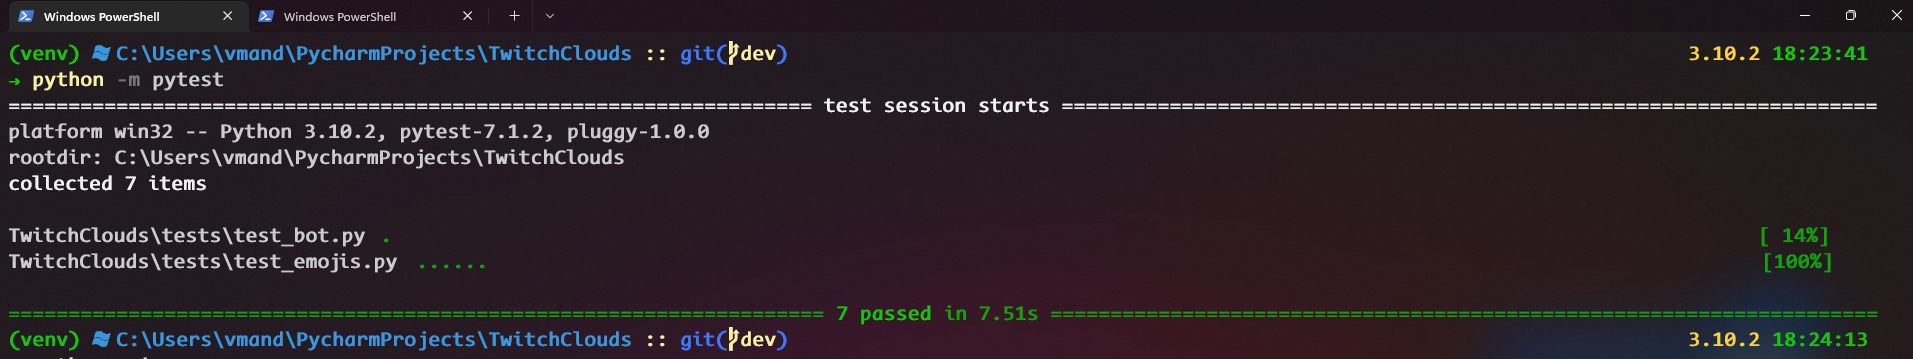 Windows PowerShell Windows PowerShell
(venv) C:\Users\vmand\PycharmProjects\TwitchClouds :: git(dev) 3.10.2 18:23:41
→ python -m pytest
=================================================================== test session starts ====================================================================
platform win32 -- Python 3.10.2, pytest-7.1.2, pluggy-1.0.0
rootdir: C:\Users\vmand\PycharmProjects\TwitchClouds
collected 7 items
TwitchClouds\tests\test_bot.py . [ 14%]
TwitchClouds\tests\test_emojis.py ...... [100%]
==================================================================== 7 passed in 7.51s =====================================================================
(venv) C:\Users\vmand\PycharmProjects\TwitchClouds :: git(dev) 3.10.2 18:24:13